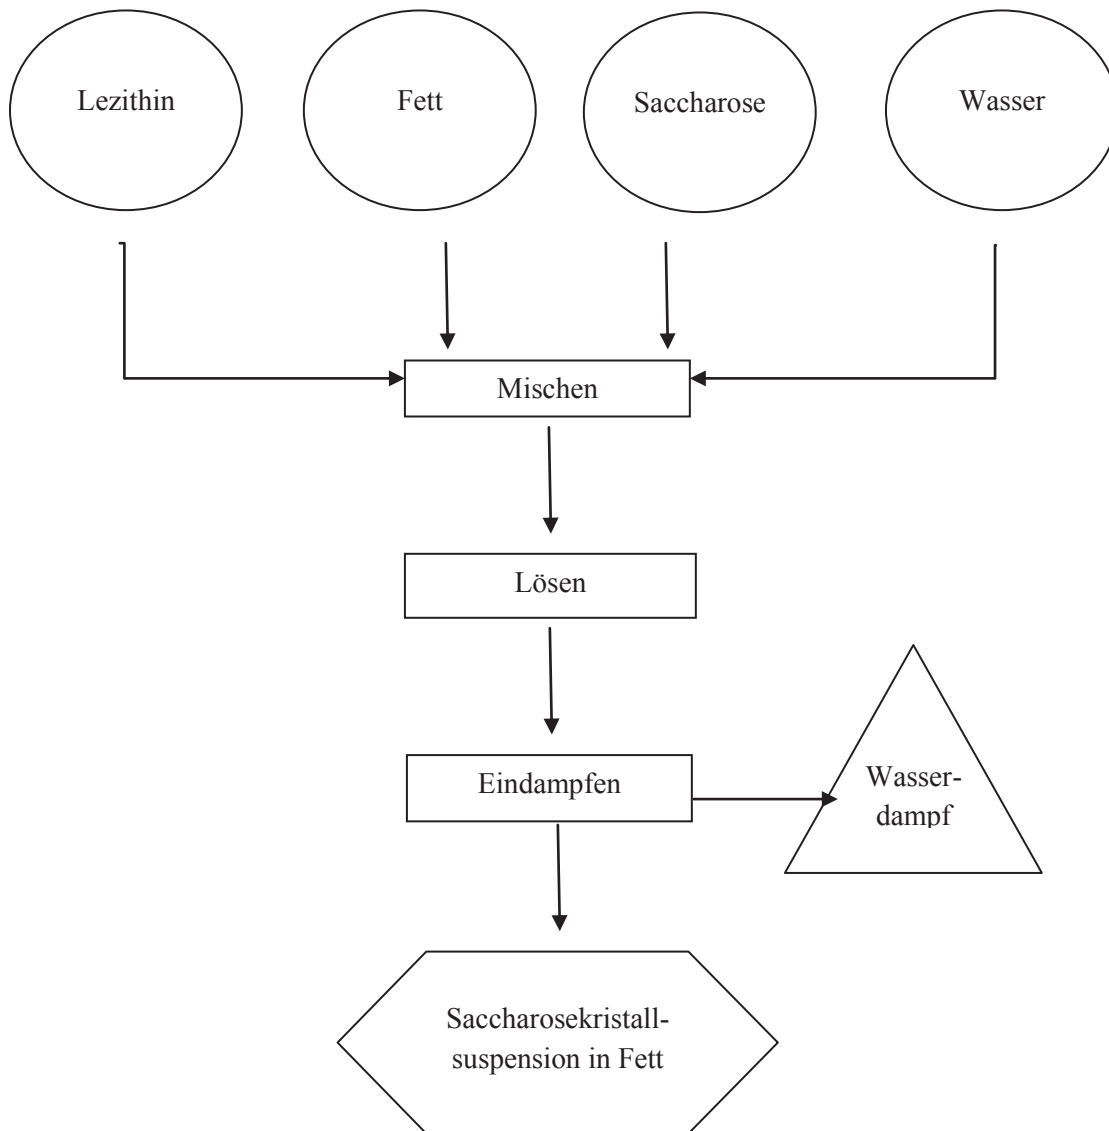 Lezithin
Fett
Saccharose
Wasser
Mischen
Lösen
Eindampfen
Wasser-
dampf
Saccharosekristall-
suspension in Fett